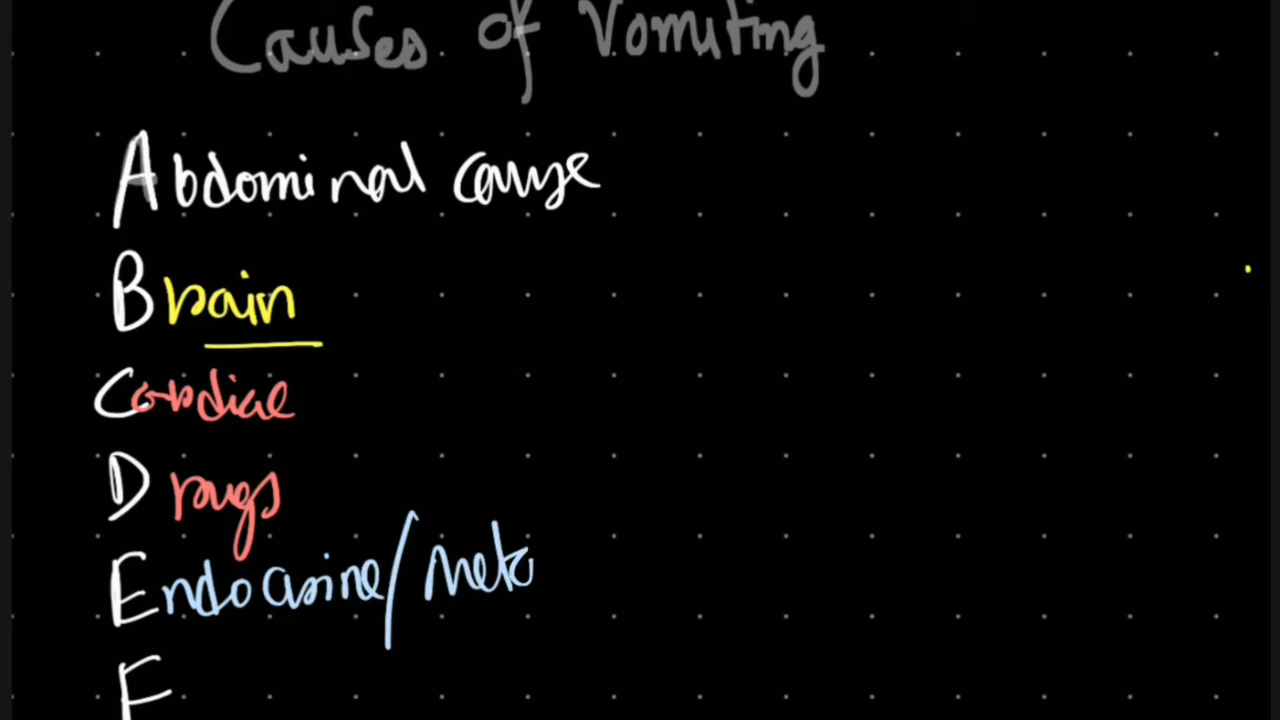 Causes of Vomiting
Abdominal cause
Brain
Cardiac
Drugs
Endocrine/Meta
F